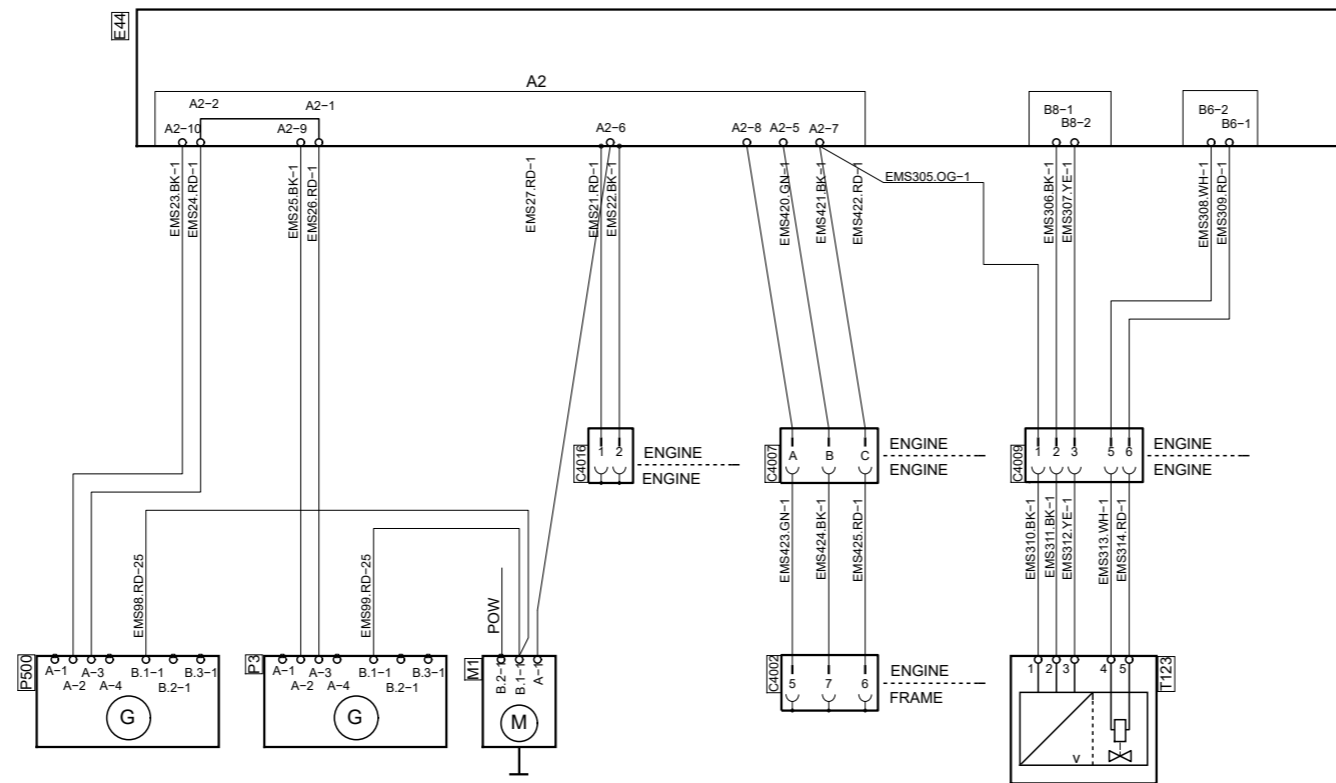 E44
A2
A2-2
A2-1
B8-1
B6-2
A2-10
A2-9
A2-6
A2-8
A2-5
A2-7
B8-2
B6-1
EMS23.BK-1
EMS24.RD-1
EMS25.BK-1
EMS26.RD-1
EMS27.RD-1
EMS21.RD-1
EMS22.BK-1
EMS420.GN-1
EMS421.BK-1
EMS422.RD-1
EMS305.OG-1
EMS306.BK-1
EMS307.YE-1
EMS308.WH-1
EMS309.RD-1
C4016
1
2
ENGINE
ENGINE
C4007
A
B
C
ENGINE
ENGINE
C4009
1
2
3
5
6
ENGINE
ENGINE
EMS98.RD-25
EMS99.RD-25
POW
EMS423.GN-1
EMS424.BK-1
EMS425.RD-1
EMS310.BK-1
EMS311.BK-1
EMS312.YE-1
EMS313.WH-1
EMS314.RD-1
P500
A-1
A-2
A-3
A-4
B.1-1
B.2-1
B.3-1
G
P3
A-1
A-2
A-3
A-4
B.1-1
B.2-1
B.3-1
G
M1
B.2-1
B.1-1
A-1
M
C4002
5
7
6
ENGINE
FRAME
T123
1
2
3
4
5
V